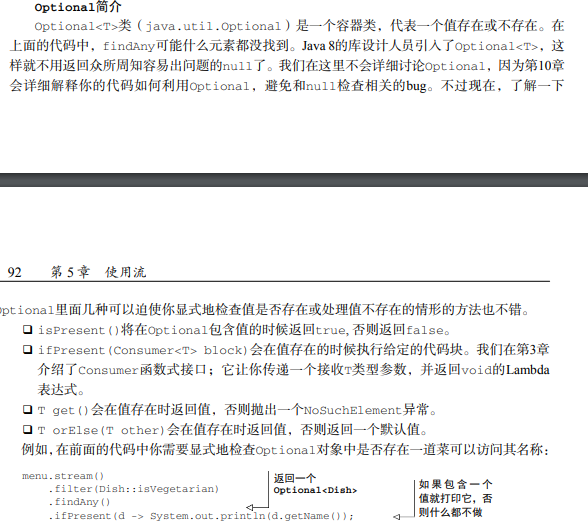 Optional简介
Optional<T>类（java.util.Optional）是一个容器类，代表一个值存在或不存在。在
上面的代码中，findAny可能什么元素都没找到。Java 8的库设计人员引入了Optional<T>，这
样就不用返回众所周知容易出问题的null了。我们在这里不会详细讨论Optional，因为第10章
会详细解释你的代码如何利用Optional，避免和null检查相关的bug。不过现在，了解一下
92 第5章 使用流
Optional里面几种可以迫使你显式地检查值是否存在或处理值不存在的情形的方法也不错。
❑ isPresent()将在Optional包含值的时候返回true, 否则返回false。
❑ ifPresent(Consumer<T> block)会在值存在的时候执行给定的代码块。我们在第3章
介绍了Consumer函数式接口；它让你传递一个接收T类型参数，并返回void的Lambda
表达式。
❑ T get()会在值存在时返回值，否则抛出一个NoSuchElement异常。
❑ T orElse(T other)会在值存在时返回值，否则返回一个默认值。
例如，在前面的代码中你需要显式地检查Optional对象中是否存在一道菜可以访问其名称：
menu.stream()
.filter(Dish::isVegetarian)
.findAny()
.ifPresent(d -> System.out.println(d.getName());
返回一个
Optional<Dish>
如果包含一个
值就打印它，否
则什么都不做